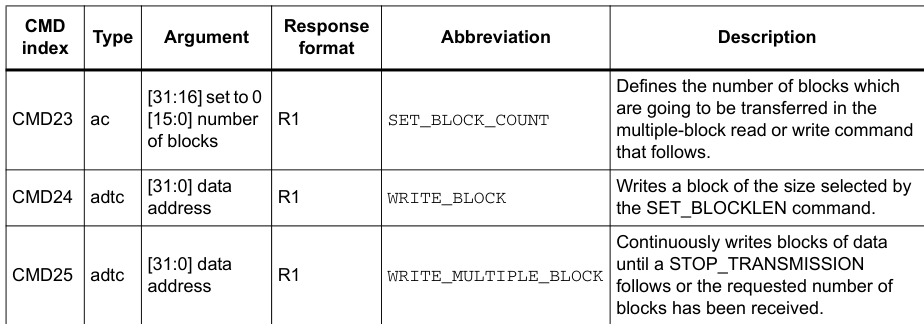 CMD index Type Argument Response format Abbreviation Description
CMD23 ac [31:16] set to 0 [15:0] number of blocks R1 SET_BLOCK_COUNT Defines the number of blocks which are going to be transferred in the multiple-block read or write command that follows.
CMD24 adtc [31:0] data address R1 WRITE_BLOCK Writes a block of the size selected by the SET_BLOCKLEN command.
CMD25 adtc [31:0] data address R1 WRITE_MULTIPLE_BLOCK Continuously writes blocks of data until a STOP_TRANSMISSION follows or the requested number of blocks has been received.